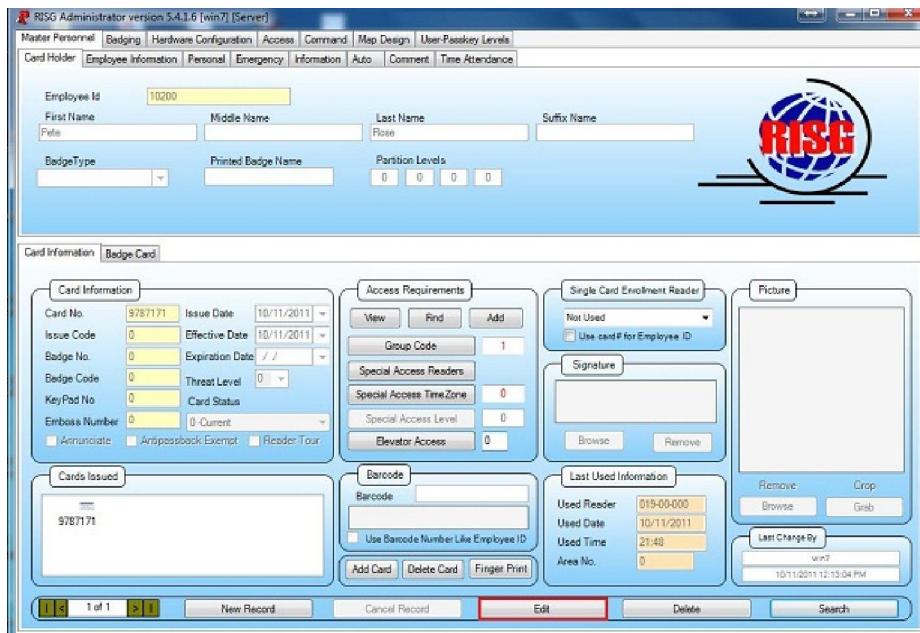 RISG Administrator version 5.4.1.6 [win7] [Server]
Master Personnel Badging Hardware Configuration Access Command Map Design User-Passkey Levels
Card Holder Employee Information Personal Emergency Information Auto Comment Time Attendance
Employee Id 10200
First Name Middle Name Last Name Suffix Name
Pete Rose
BadgeType Printed Badge Name Partition Levels
0 0 0 0
RISG
Card Information Badge Card
Card Information
Card No. 9787171 Issue Date 10/11/2011
Issue Code 0 Effective Date 10/11/2011
Badge No. 0 Expiration Date / /
Badge Code 0 Threat Level 0
KeyPad No 0 Card Status
Emboss Number 0 0 -Current
Annunciate Antipassback Exempt Reader Tour
Access Requirements
View Find Add
Group Code 1
Special Access Readers
Special Access TimeZone 0
Special Access Level 0
Elevator Access 0
Single Card Enrollment Reader
Not Used
Use card# for Employee ID
Signature
Browse Remove
Picture
Remove Crop
Browse Grab
Cards Issued
9787171
Barcode
Barcode
Use Barcode Number Like Employee ID
Add Card Delete Card Finger Print
Last Used Information
Used Reader 019-00-000
Used Date 10/11/2011
Used Time 21:48
Area No. 0
Last Change By
win7
10/11/2011 12:15:04 PM
1 of 1 New Record Cancel Record Edit Delete Search